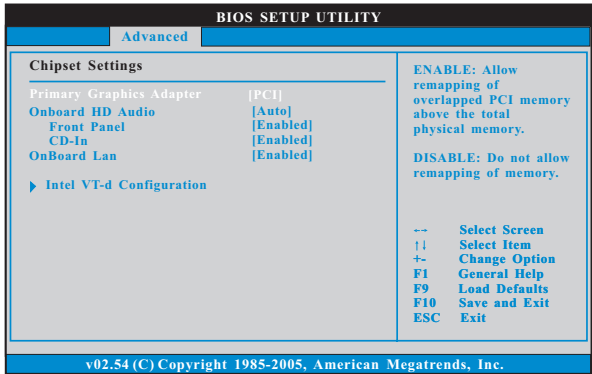 BIOS SETUP UTILITY
Advanced
Chipset Settings
Primary Graphics Adapter [PCI]
Onboard HD Audio [Auto]
Front Panel [Enabled]
CD-In [Enabled]
OnBoard Lan [Enabled]
Intel VT-d Configuration
ENABLE: Allow
remapping of
overlapped PCI memory
above the total
physical memory.
DISABLE: Do not allow
remapping of memory.
←→ Select Screen
↑↓ Select Item
+- Change Option
F1 General Help
F9 Load Defaults
F10 Save and Exit
ESC Exit
v02.54 (C) Copyright 1985-2005, American Megatrends, Inc.